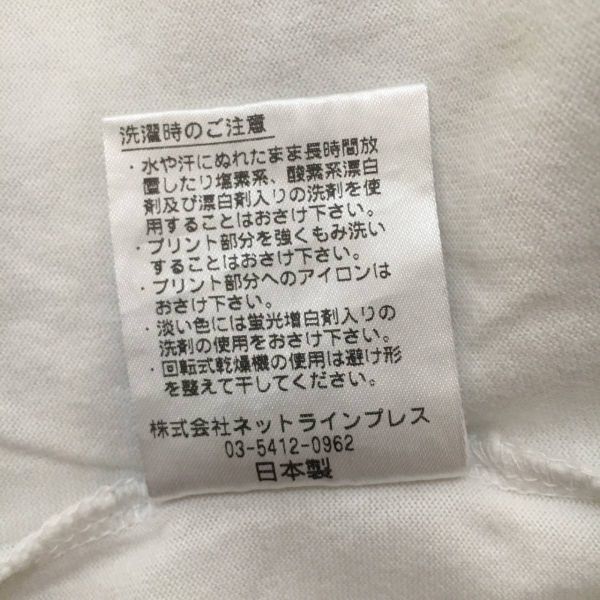 洗濯時のご注意
・水や汗にぬれたまま長時間放
置したり塩素系、酸素系漂白
剤及び漂白剤入りの洗剤を使
用することはおさけ下さい。
・プリント部分を強くもみ洗い
することはおさけ下さい。
・プリント部分へのアイロンは
おさけ下さい。
・淡い色には蛍光増白剤入りの
洗剤の使用をおさけ下さい。
・回転式乾燥機の使用は避け形
を整えて干してください。
株式会社ネットラインプレス
03-5412-0962
日本製